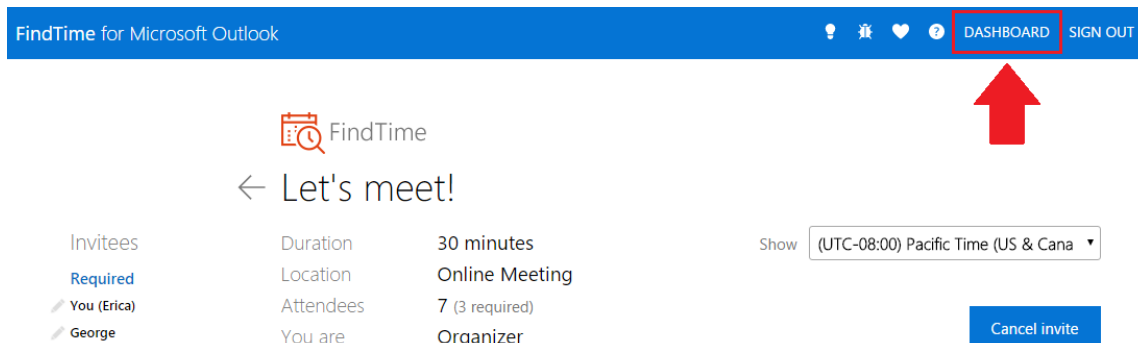 FindTime for Microsoft Outlook
DASHBOARD
SIGN OUT
FindTime
Let's meet!
Invitees
Required
You (Erica)
George
Duration 30 minutes
Location Online Meeting
Attendees 7 (3 required)
You are Organizer
Show (UTC-08:00) Pacific Time (US & Cana
Cancel invite